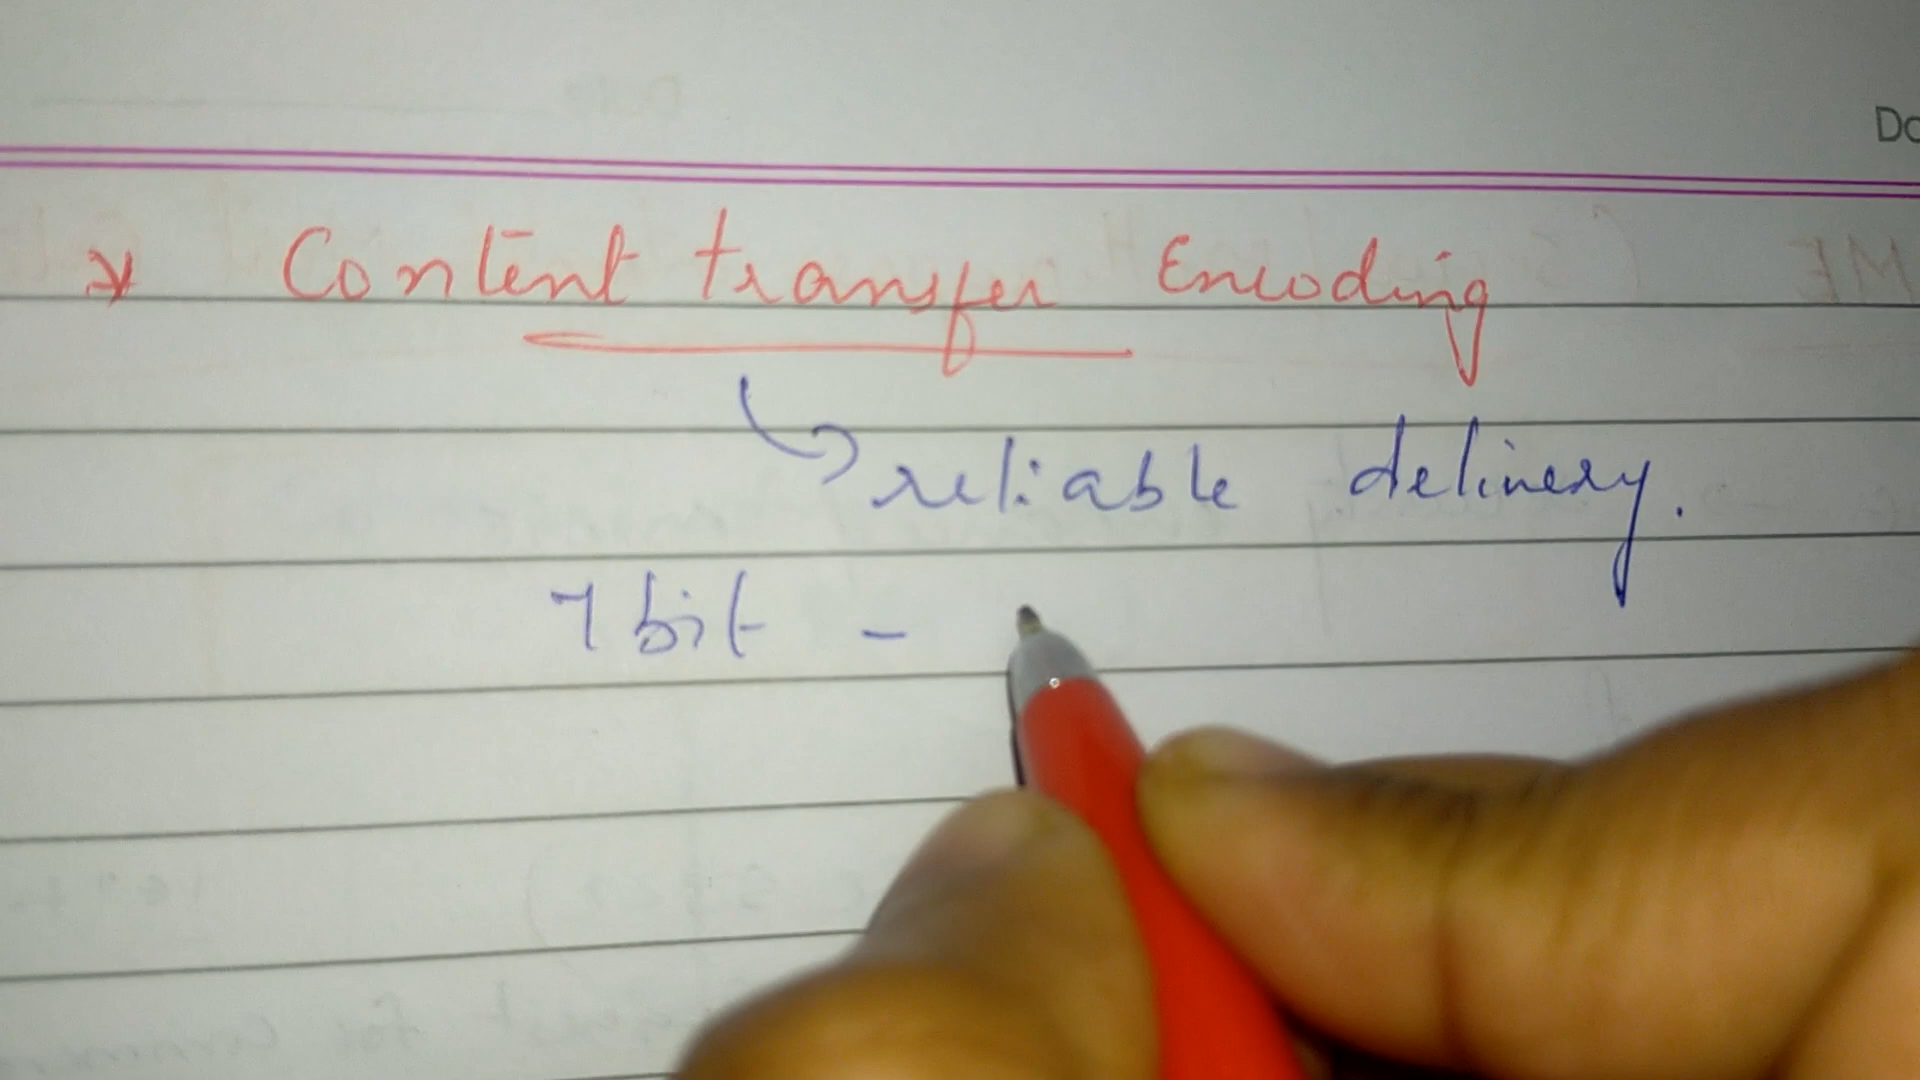 * Content transfer Encoding
reliable delivery.
7 bit -